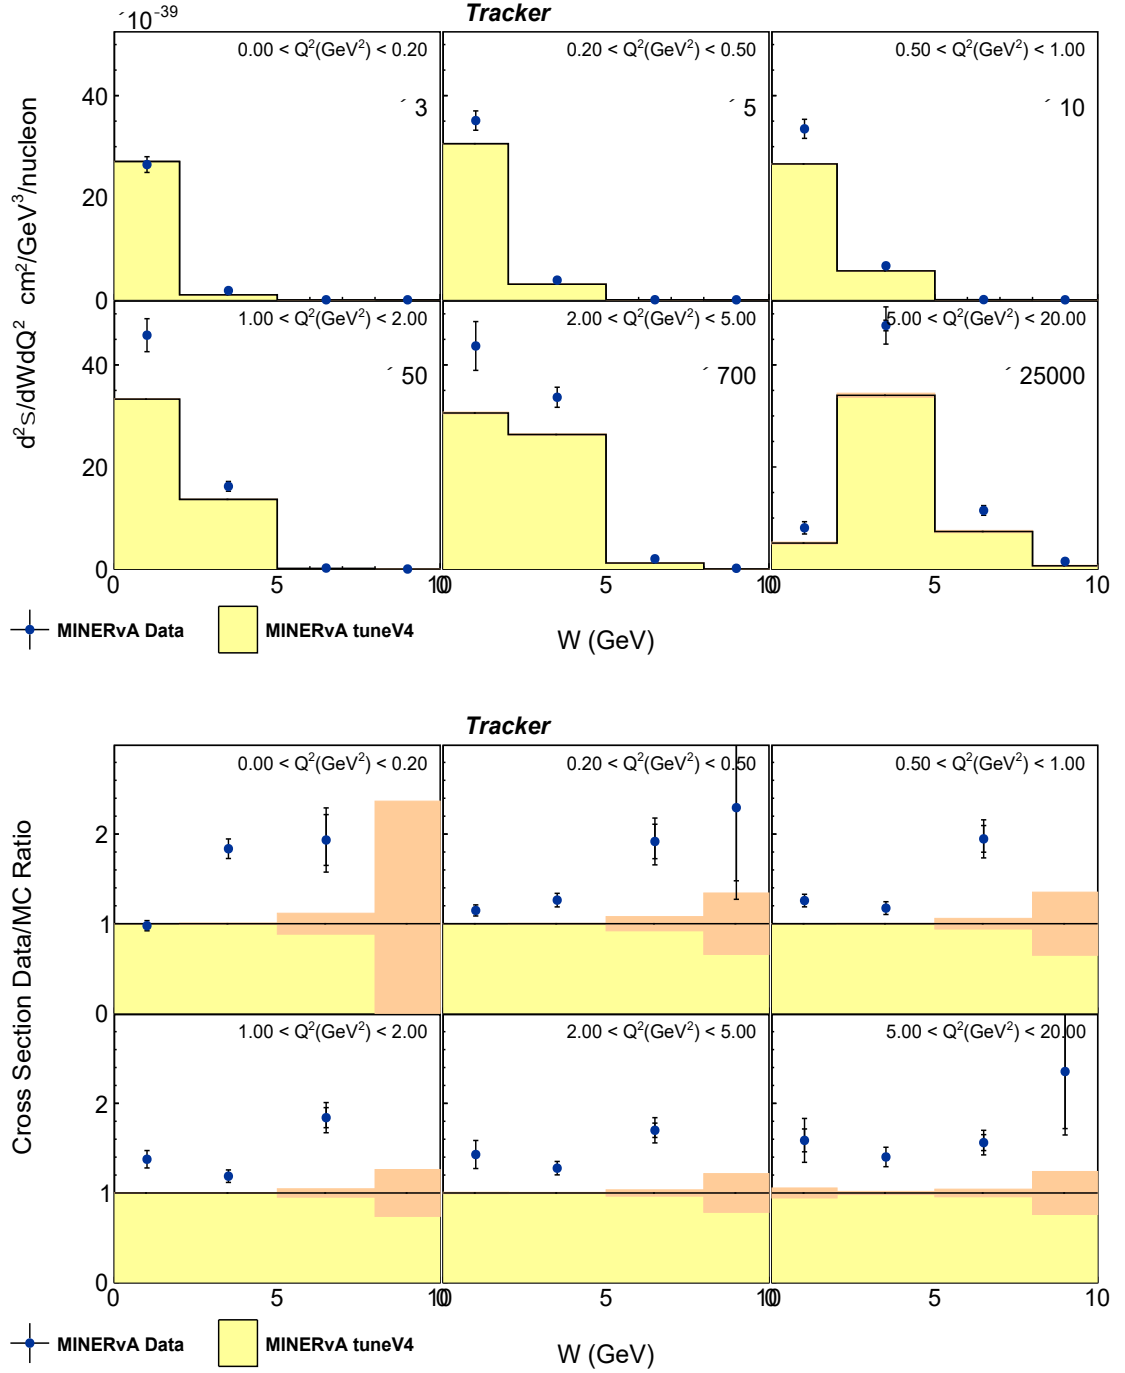 ´10⁻³⁹
Tracker
0.00 < Q²(GeV²) < 0.20
0.20 < Q²(GeV²) < 0.50
0.50 < Q²(GeV²) < 1.00
´ 3
´ 5
´ 10
40
20
0
1.00 < Q²(GeV²) < 2.00
2.00 < Q²(GeV²) < 5.00
5.00 < Q²(GeV²) < 20.00
´ 50
´ 700
´ 25000
40
20
0
d²s/dWdQ² cm²/GeV³/nucleon
0 5 10 0 5 10 0 5 10
MINERvA Data
MINERvA tuneV4
W (GeV)
Tracker
0.00 < Q²(GeV²) < 0.20
0.20 < Q²(GeV²) < 0.50
0.50 < Q²(GeV²) < 1.00
2
1
0
1.00 < Q²(GeV²) < 2.00
2.00 < Q²(GeV²) < 5.00
5.00 < Q²(GeV²) < 20.00
2
1
0
Cross Section Data/MC Ratio
0 5 10 0 5 10 0 5 10
MINERvA Data
MINERvA tuneV4
W (GeV)